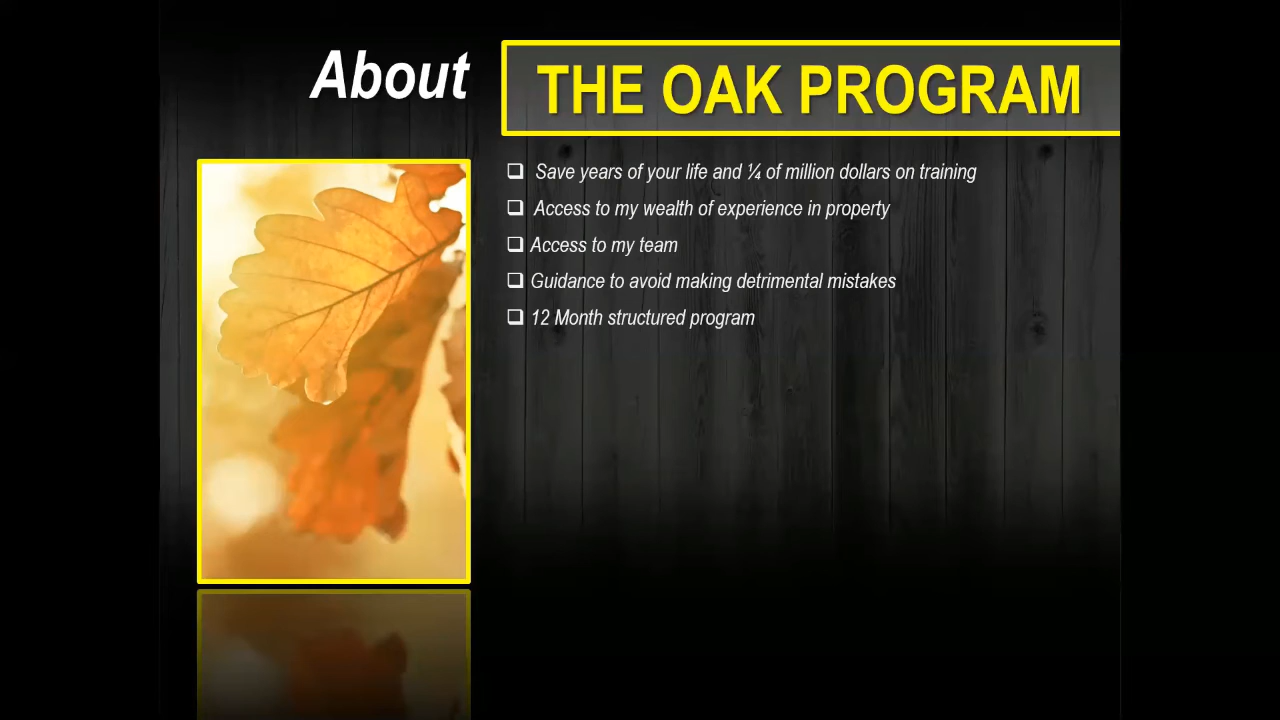 About
THE OAK PROGRAM
Save years of your life and ¼ of million dollars on training
Access to my wealth of experience in property
Access to my team
Guidance to avoid making detrimental mistakes
12 Month structured program